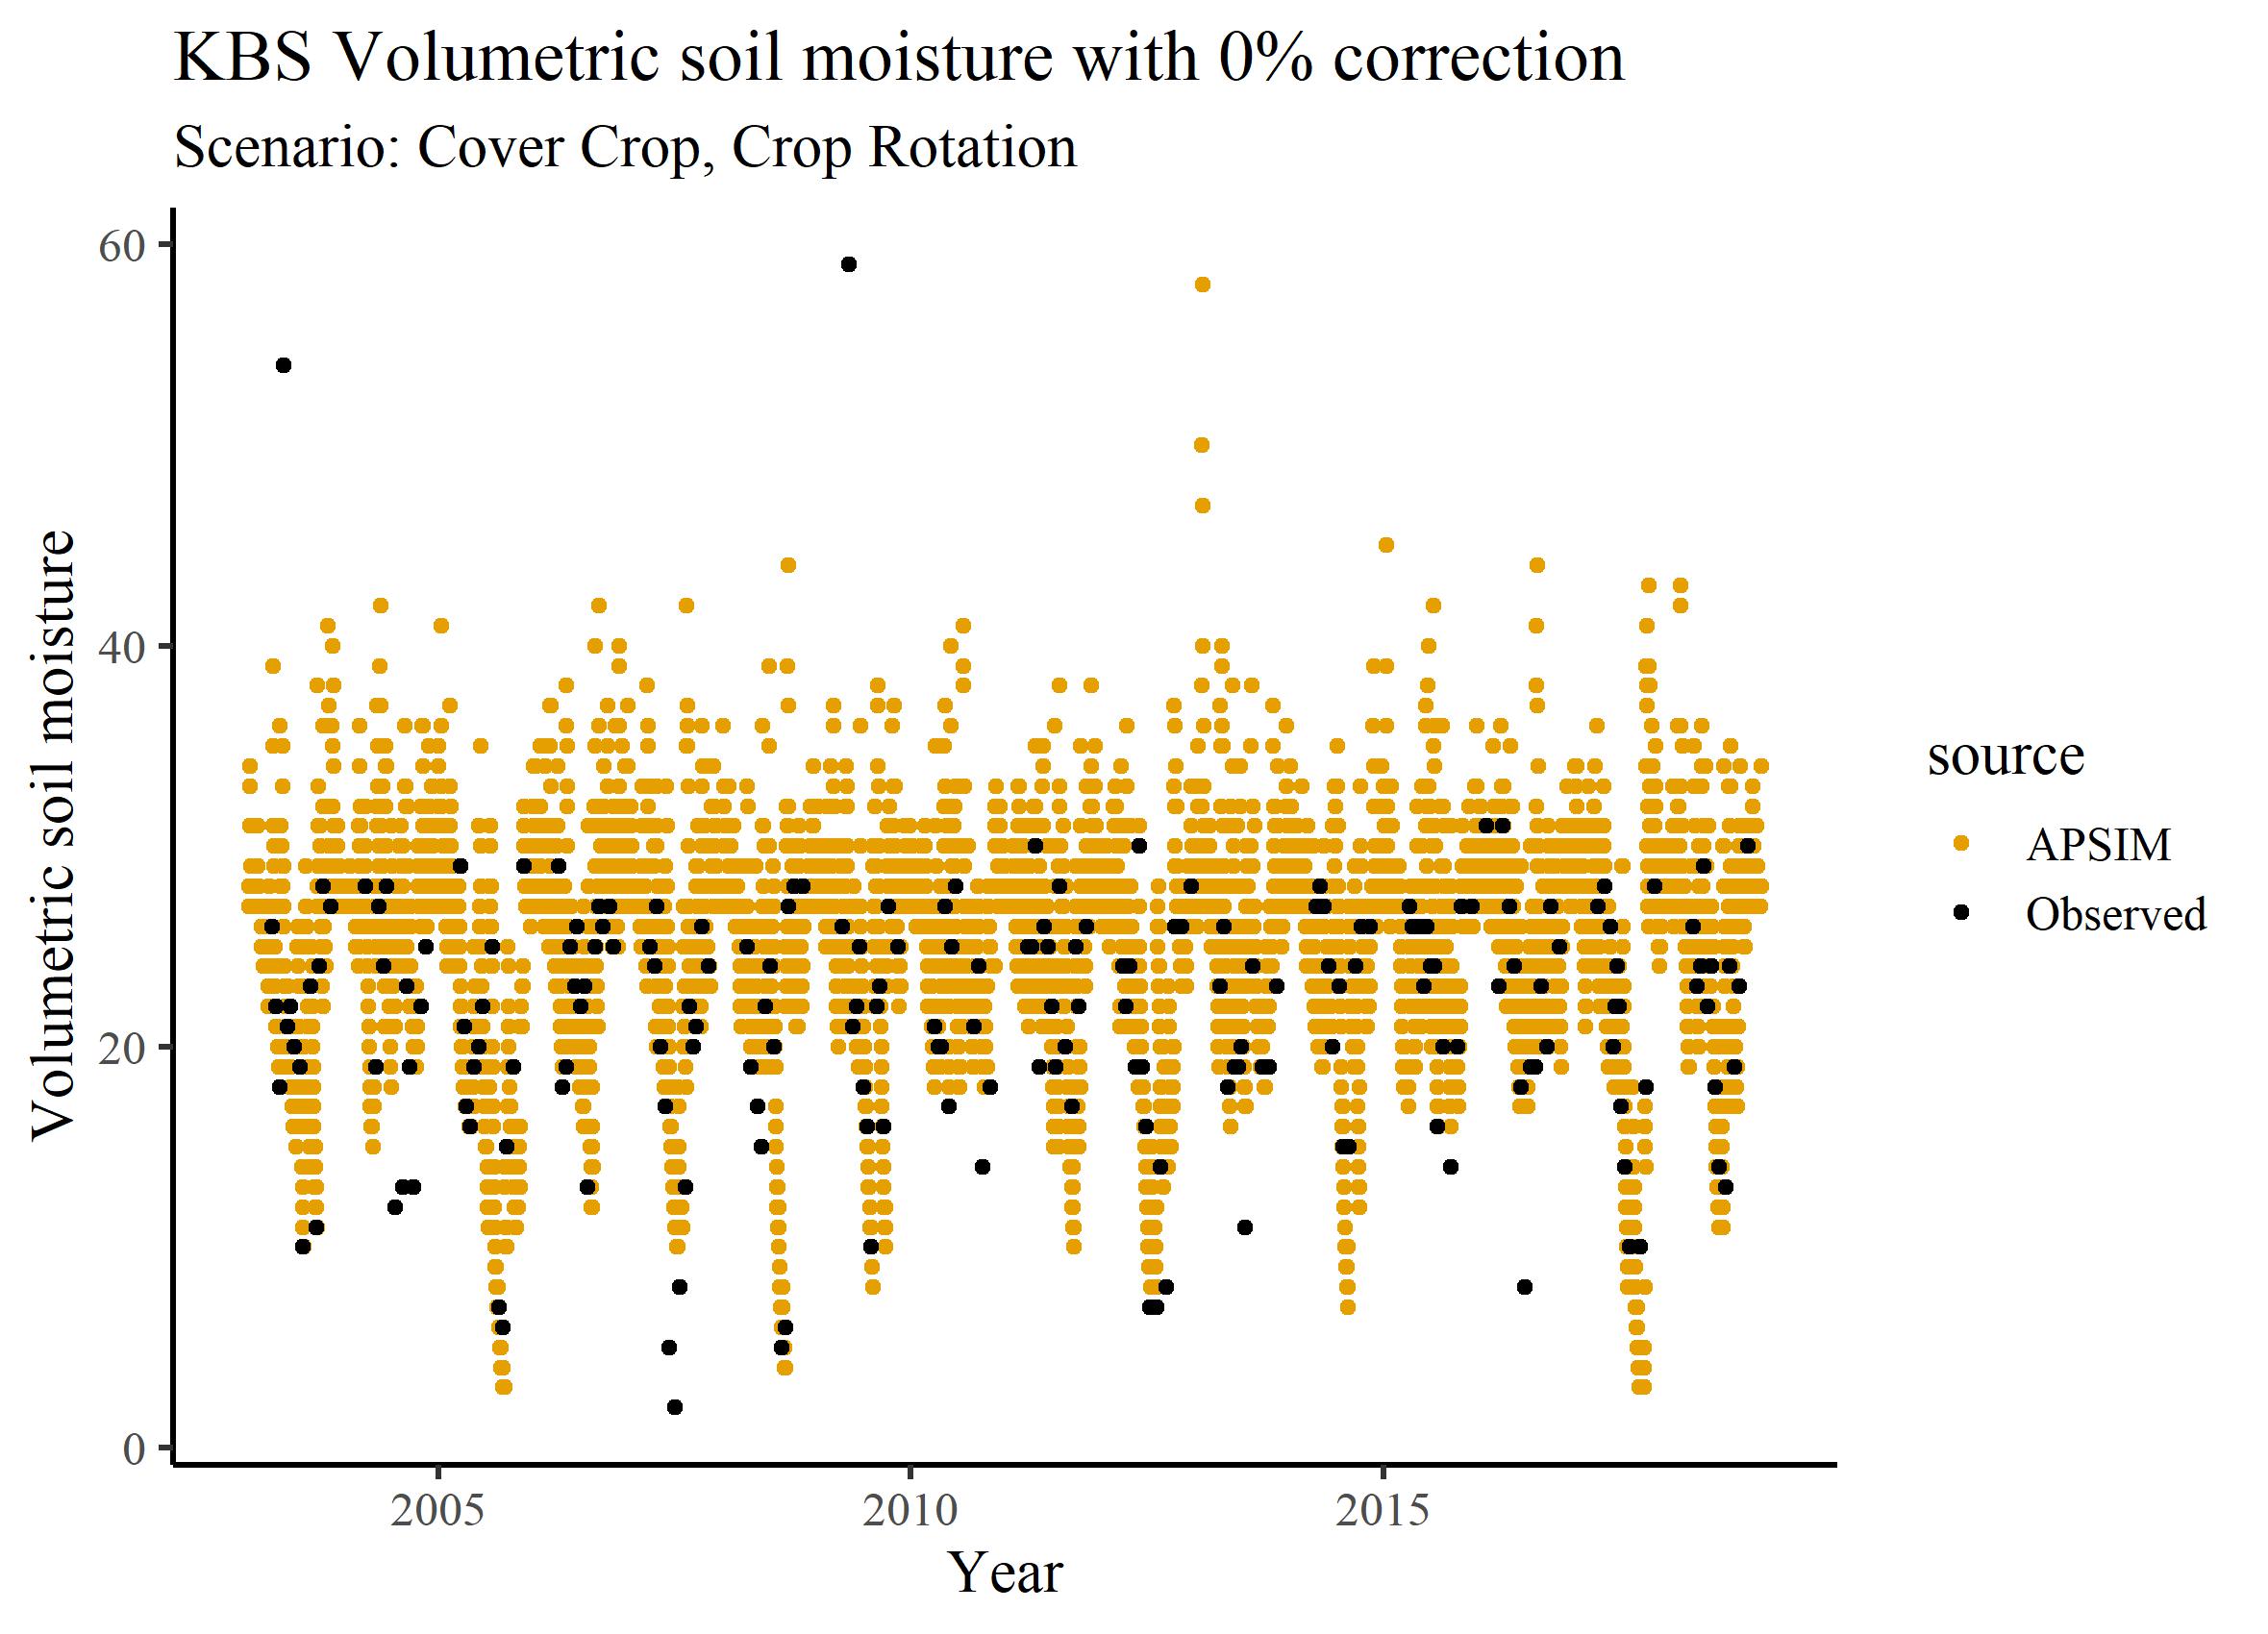 KBS Volumetric soil moisture with 0% correction
Scenario: Cover Crop, Crop Rotation
60
40
20
0
Volumetric soil moisture
2005
2010
2015
Year
source
APSIM
Observed